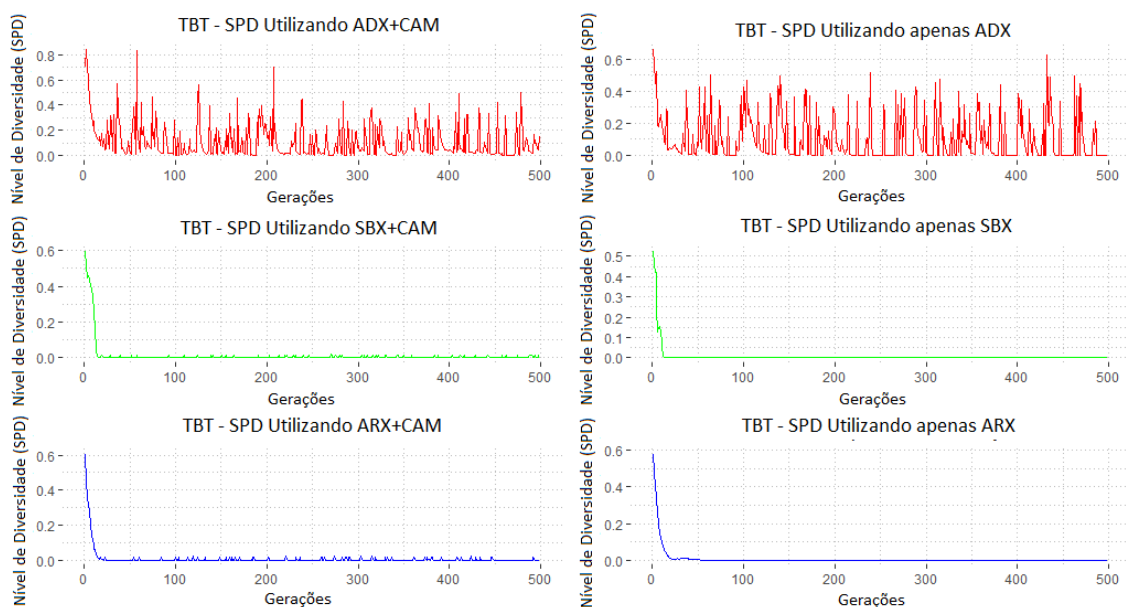 TBT - SPD Utilizando ADX+CAM
Nível de Diversidade (SPD)
0.8
0.6
0.4
0.2
0.0
0 100 200 300 400 500
Gerações
TBT - SPD Utilizando apenas ADX
Nível de Diversidade (SPD)
0.6
0.4
0.2
0.0
0 100 200 300 400 500
Gerações
TBT - SPD Utilizando SBX+CAM
Nível de Diversidade (SPD)
0.6
0.4
0.2
0.0
0 100 200 300 400 500
Gerações
TBT - SPD Utilizando apenas SBX
Nível de Diversidade (SPD)
0.5
0.4
0.3
0.2
0.1
0.0
0 100 200 300 400 500
Gerações
TBT - SPD Utilizando ARX+CAM
Nível de Diversidade (SPD)
0.6
0.4
0.2
0.0
0 100 200 300 400 500
Gerações
TBT - SPD Utilizando apenas ARX
Nível de Diversidade (SPD)
0.6
0.4
0.2
0.0
0 100 200 300 400 500
Gerações